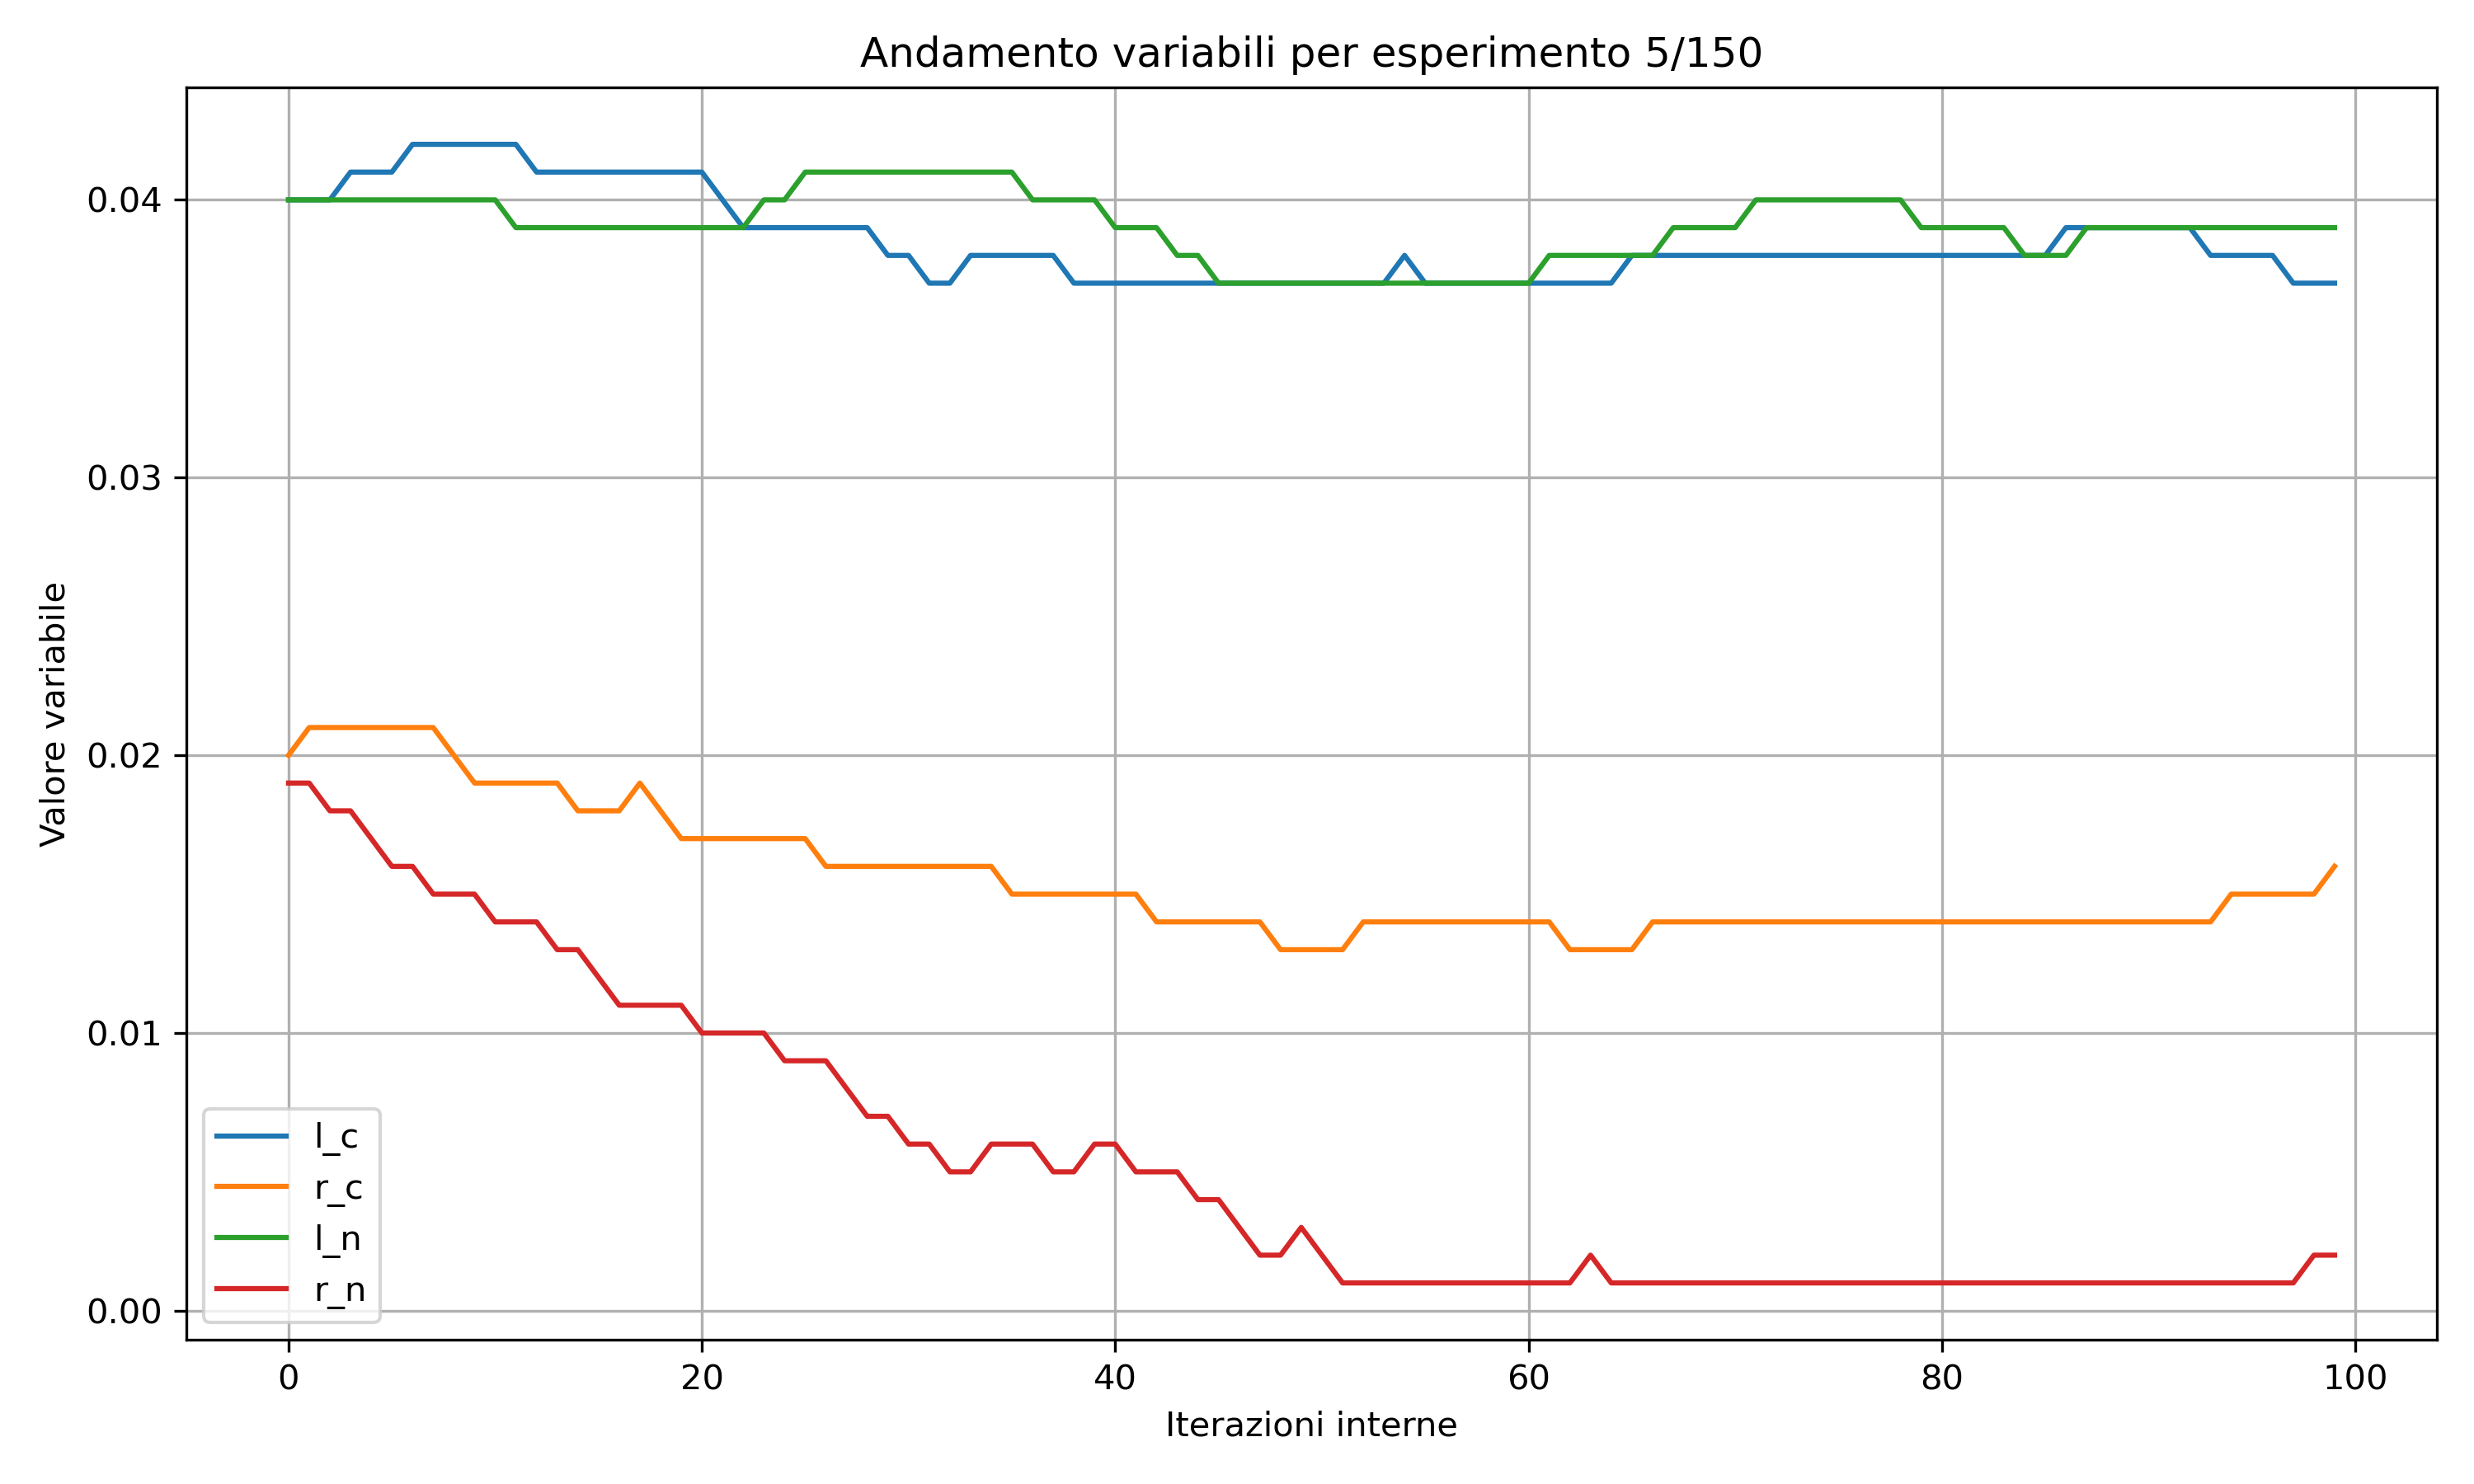 Andamento variabili per esperimento 5/150
Valore variabile
0.04
0.03
0.02
0.01
0.00
l_c
r_c
l_n
r_n
0 20 40 60 80 100
Iterazioni interne